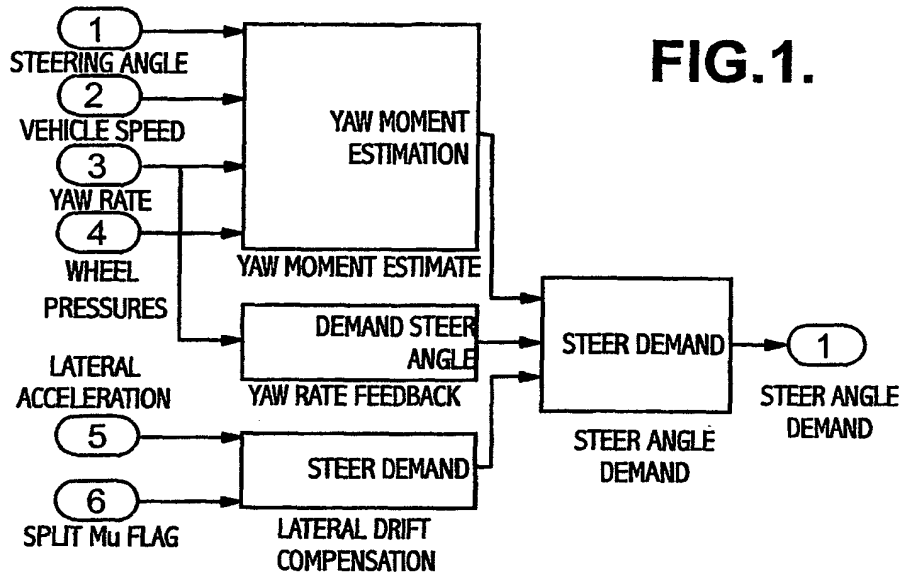 FIG.1.
1
STEERING ANGLE
2
VEHICLE SPEED
3
YAW RATE
4
WHEEL
PRESSURES
YAW MOMENT
ESTIMATION
YAW MOMENT ESTIMATE
DEMAND STEER
ANGLE
YAW RATE FEEDBACK
LATERAL
ACCELERATION
5
6
SPLIT Mu FLAG
STEER DEMAND
LATERAL DRIFT
COMPENSATION
STEER DEMAND
STEER ANGLE
DEMAND
1
STEER ANGLE
DEMAND